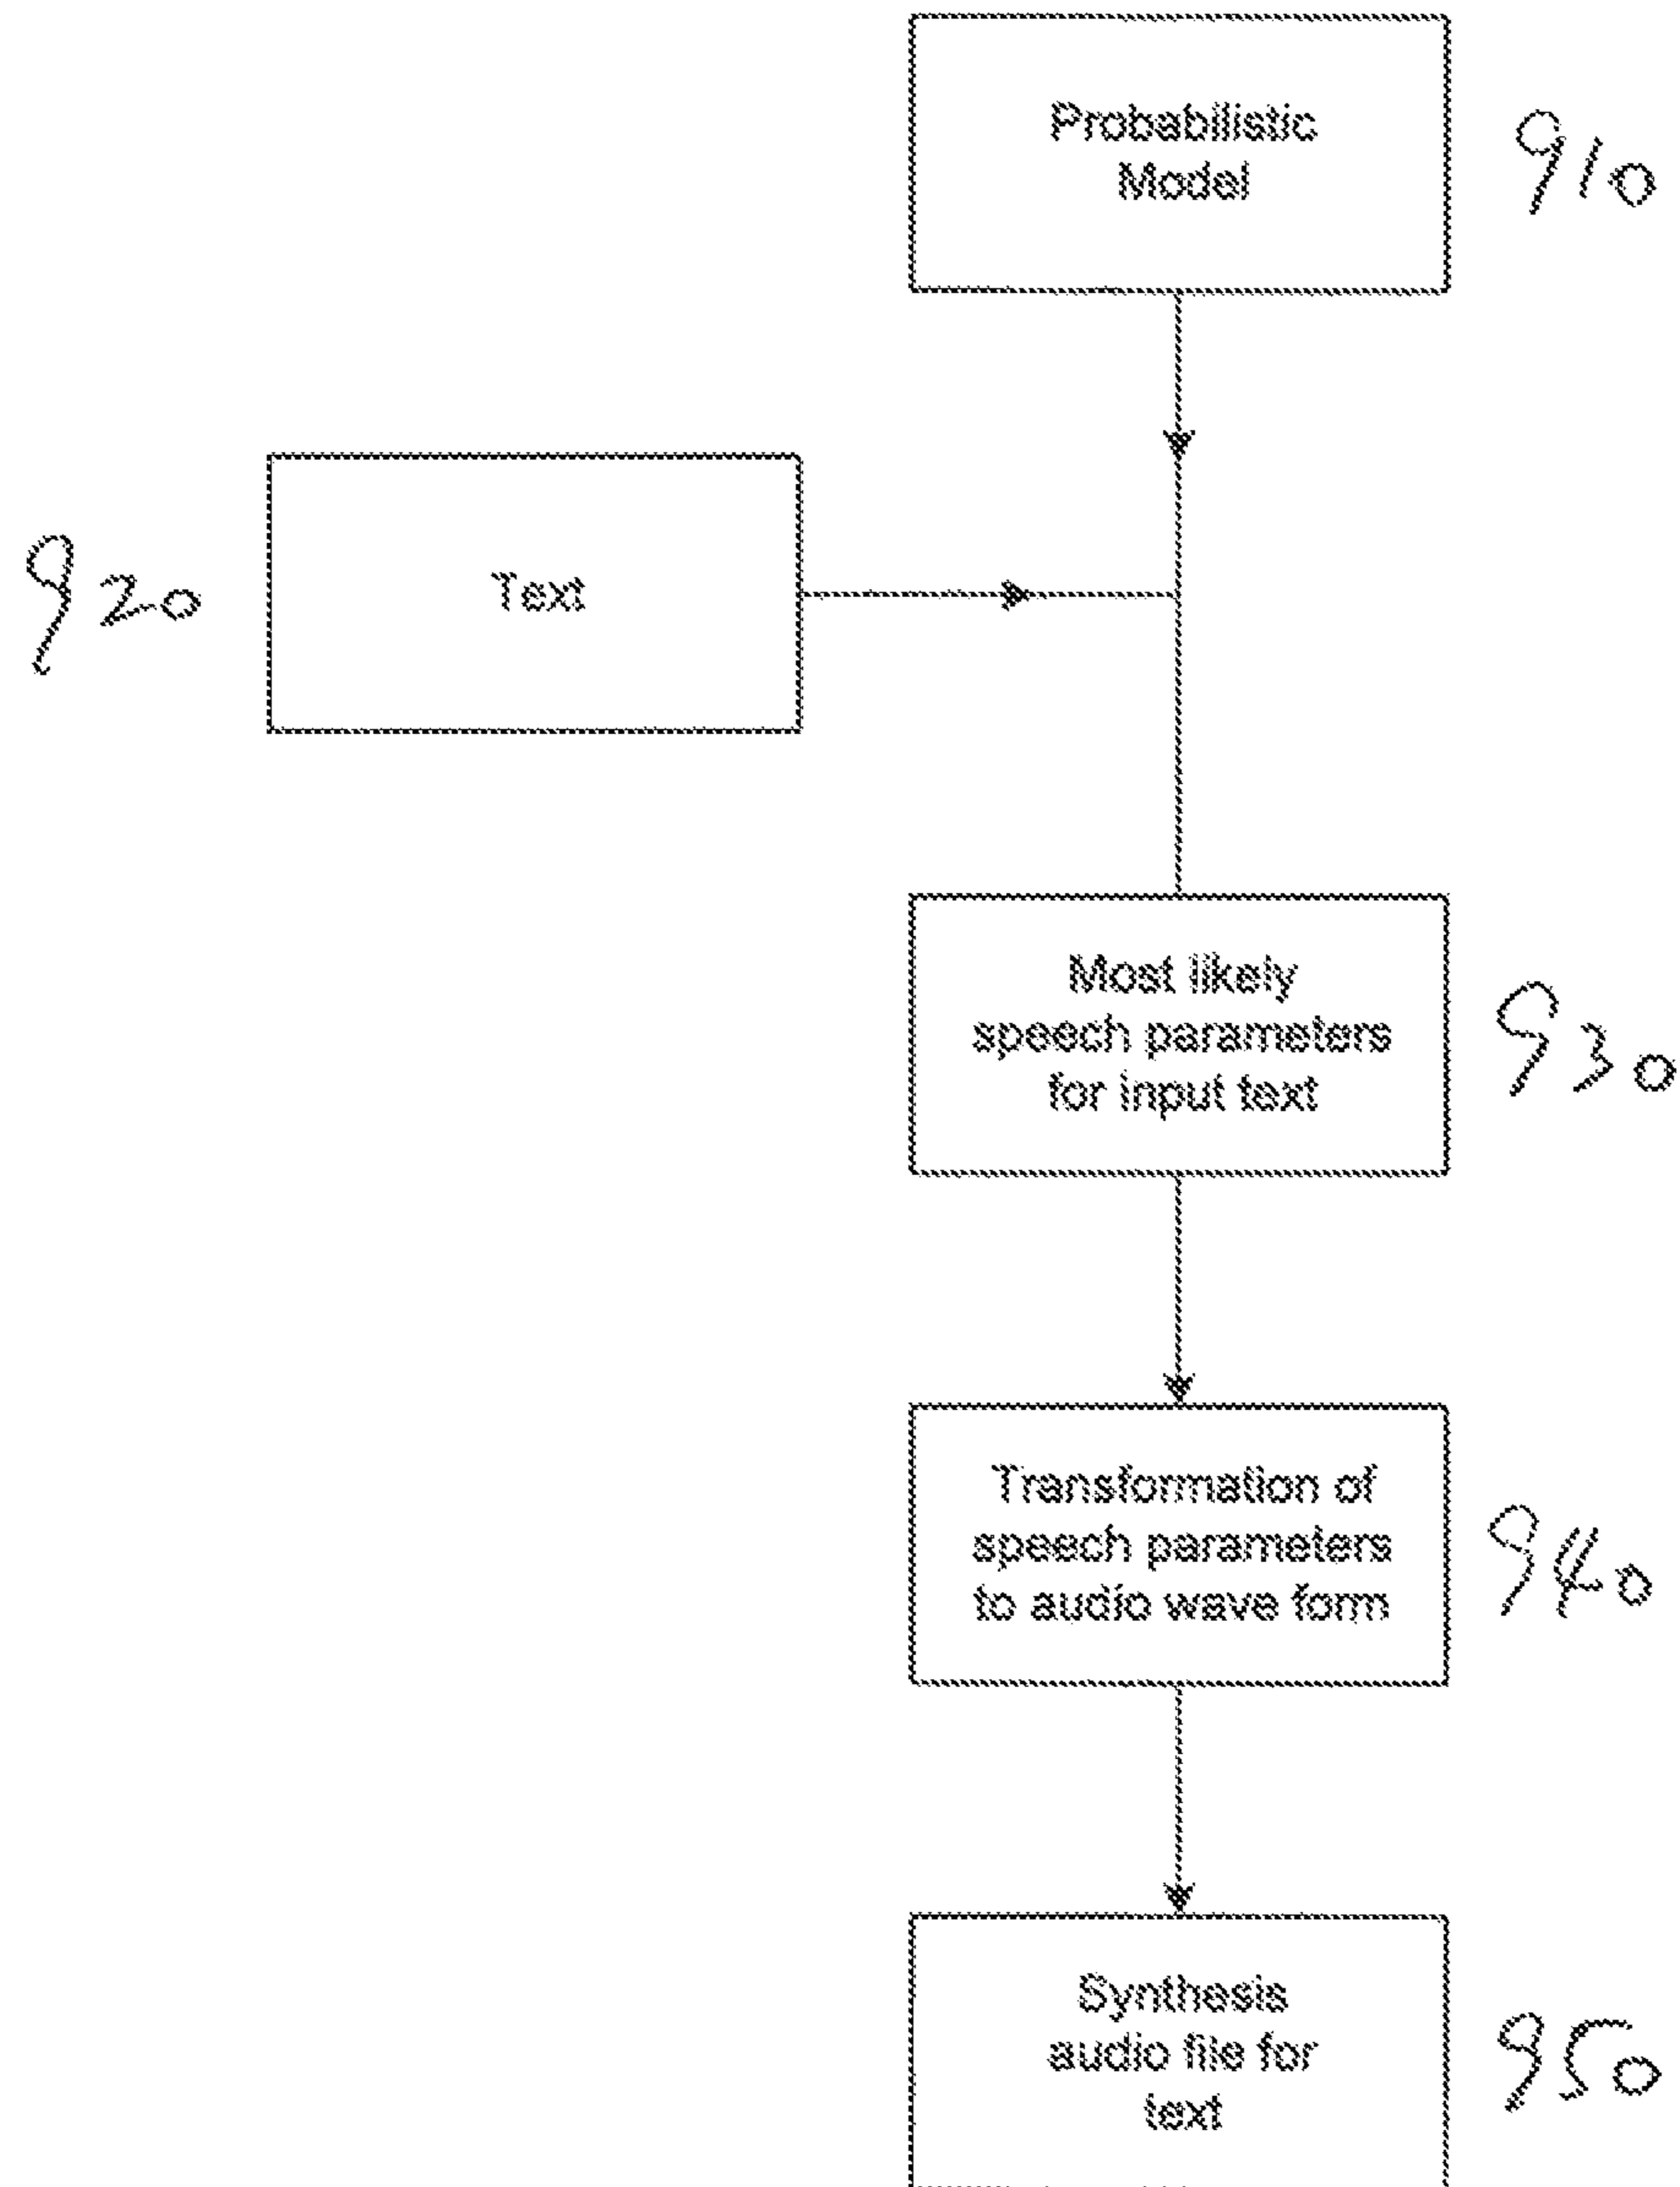 Probabilistic
Model
910
920
Text
Most likely
speech parameters
for input text
930
Transformation of
speech parameters
to audio wave form
940
Synthesis
audio file for
text
950